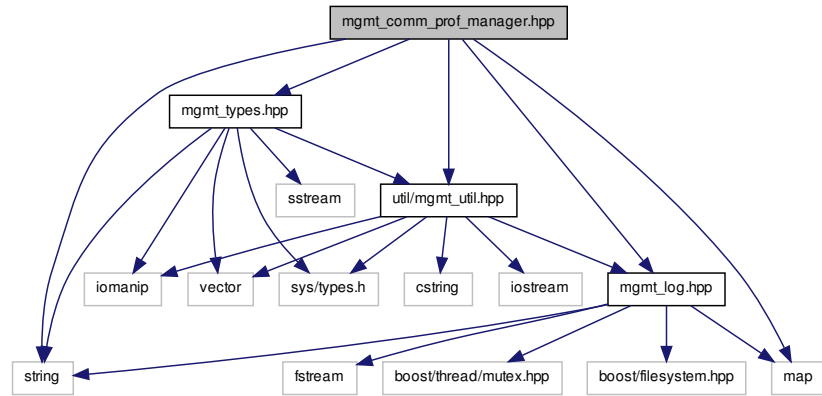 mgmt_comm_prof_manager.hpp
mgmt_types.hpp
sstream
util/mgmt_util.hpp
iomanip
vector
sys/types.h
cstring
iostream
mgmt_log.hpp
string
fstream
boost/thread/mutex.hpp
boost/filesystem.hpp
map